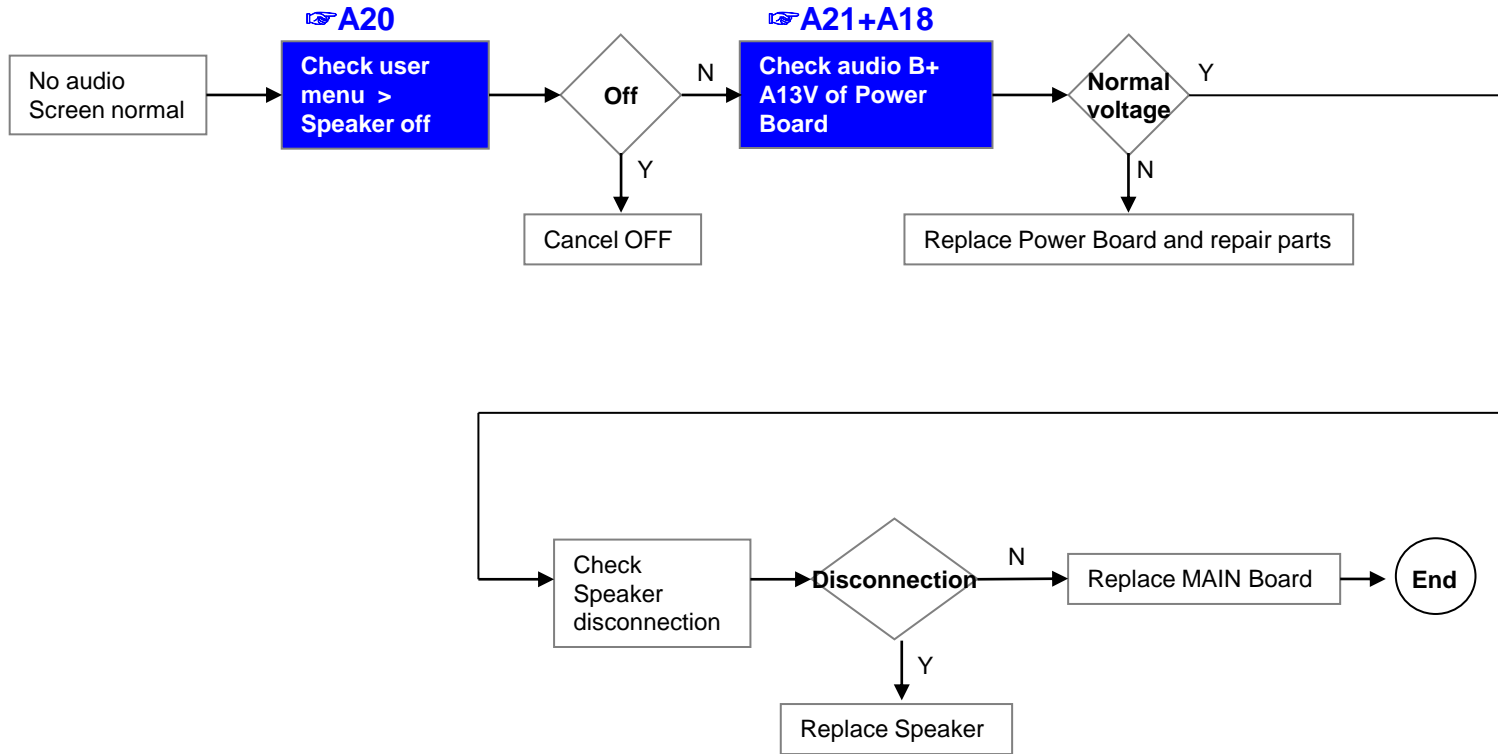 ☞A20
☞A21+A18
No audio
Screen normal
Check user
menu >
Speaker off
Off
N
Check audio B+
A13V of Power
Board
Normal
voltage
Y
Y
N
Cancel OFF
Replace Power Board and repair parts
Check
Speaker
disconnection
Disconnection
N
Replace MAIN Board
End
Y
Replace Speaker